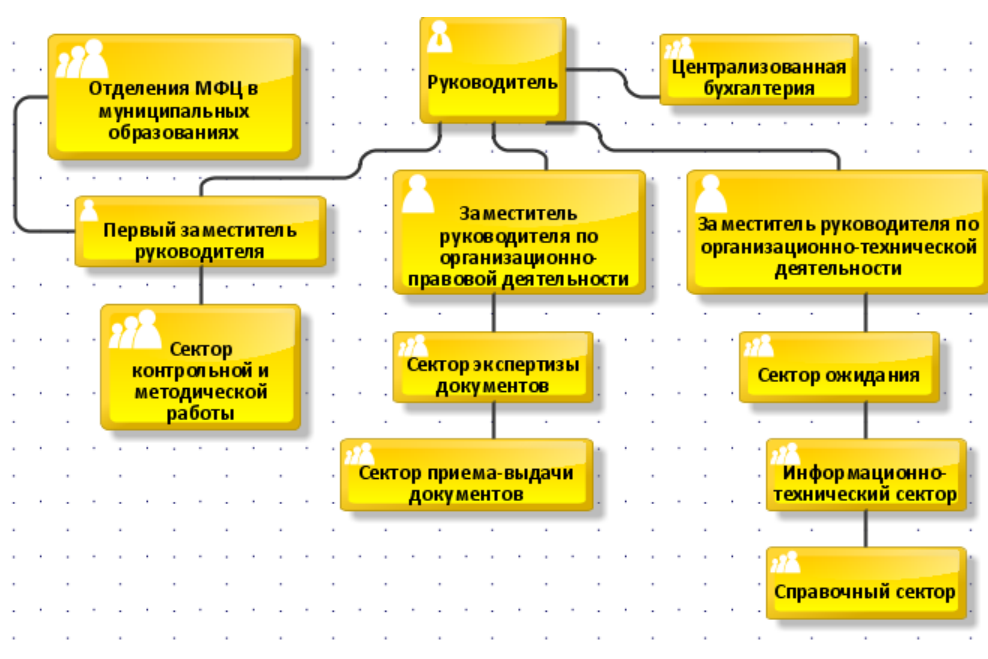 Отделения МФЦ в
муниципальных
образованиях
Руководитель
Централизованная
бухгалтерия
Первый заместитель
руководителя
Заместитель
руководителя по
организационно-
правовой деятельности
Заместитель руководителя по
организационно-технической
деятельности
Сектор
контрольной и
методической
работы
Сектор экспертизы
документов
Сектор ожидания
Сектор приема-выдачи
документов
Информационно-
технический сектор
Справочный сектор